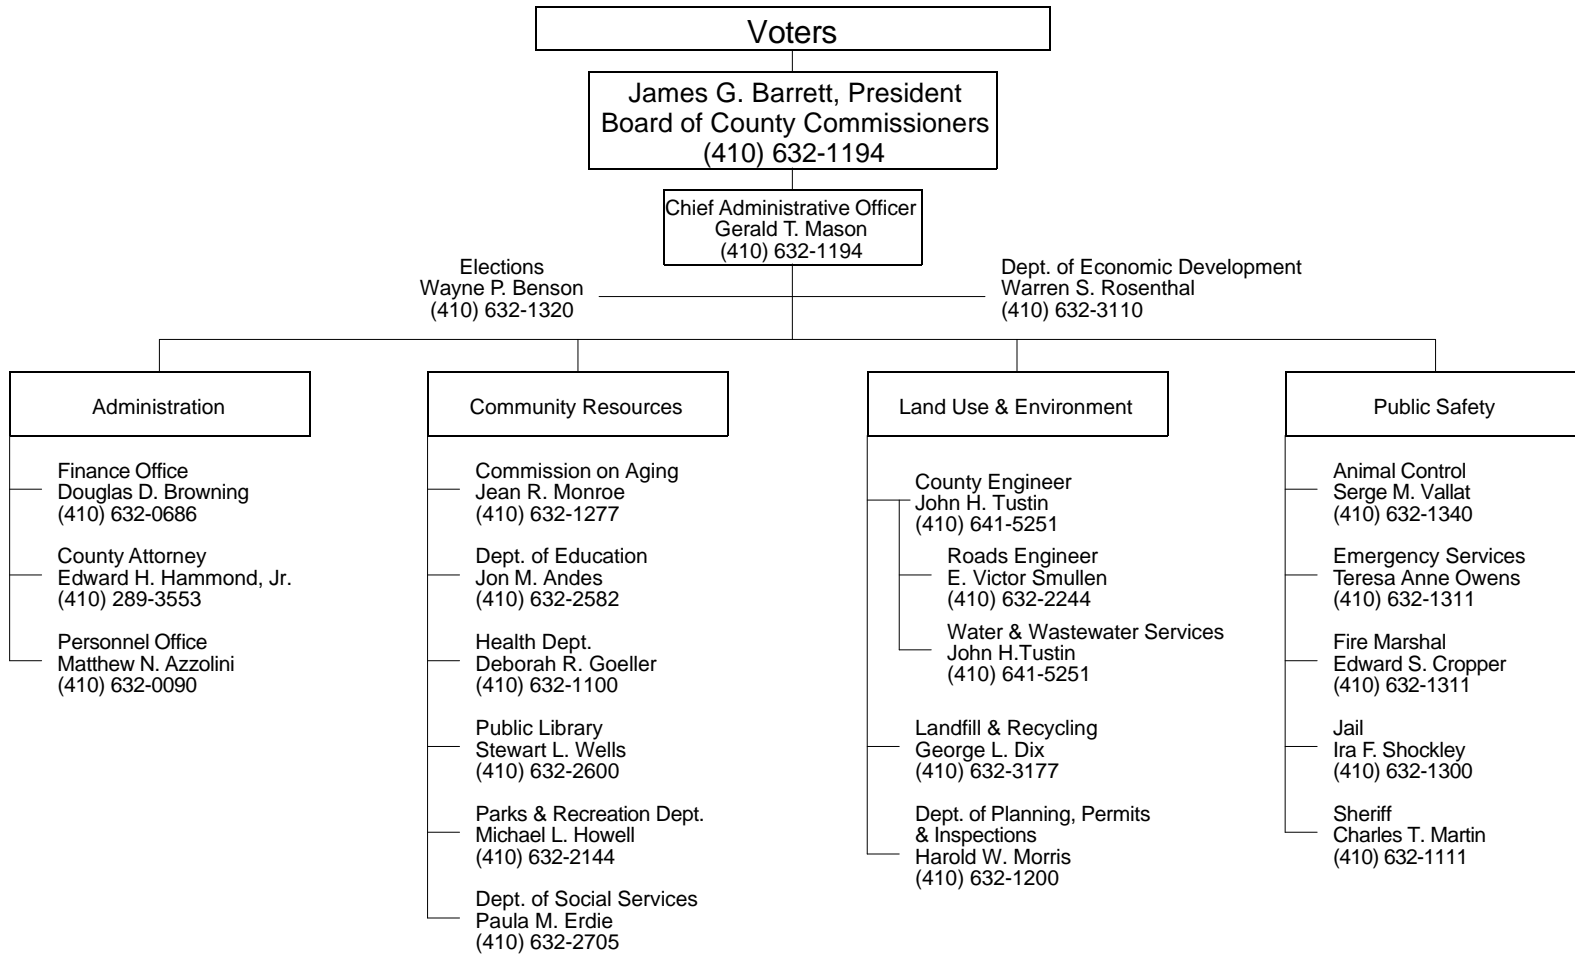 Voters
James G. Barrett, President
Board of County Commissioners
(410) 632-1194
Chief Administrative Officer
Gerald T. Mason
(410) 632-1194
Elections
Wayne P. Benson
(410) 632-1320
Dept. of Economic Development
Warren S. Rosenthal
(410) 632-3110
Administration
Finance Office
Douglas D. Browning
(410) 632-0686
County Attorney
Edward H. Hammond, Jr.
(410) 289-3553
Personnel Office
Matthew N. Azzolini
(410) 632-0090
Community Resources
Commission on Aging
Jean R. Monroe
(410) 632-1277
Dept. of Education
Jon M. Andes
(410) 632-2582
Health Dept.
Deborah R. Goeller
(410) 632-1100
Public Library
Stewart L. Wells
(410) 632-2600
Parks & Recreation Dept.
Michael L. Howell
(410) 632-2144
Dept. of Social Services
Paula M. Erdie
(410) 632-2705
Land Use & Environment
County Engineer
John H. Tustin
(410) 641-5251
Roads Engineer
E. Victor Smullen
(410) 632-2244
Water & Wastewater Services
John H.Tustin
(410) 641-5251
Landfill & Recycling
George L. Dix
(410) 632-3177
Dept. of Planning, Permits
& Inspections
Harold W. Morris
(410) 632-1200
Public Safety
Animal Control
Serge M. Vallat
(410) 632-1340
Emergency Services
Teresa Anne Owens
(410) 632-1311
Fire Marshal
Edward S. Cropper
(410) 632-1311
Jail
Ira F. Shockley
(410) 632-1300
Sheriff
Charles T. Martin
(410) 632-1111